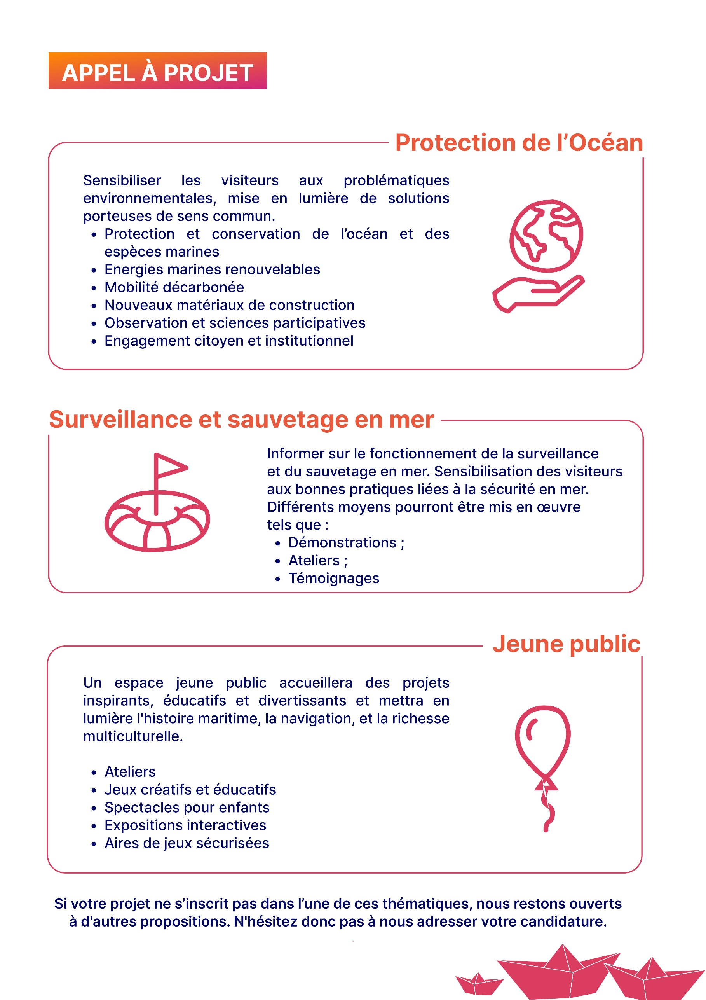 APPEL À PROJET
Protection de l’Océan
Sensibiliser les visiteurs aux problématiques
environnementales, mise en lumière de solutions
porteuses de sens commun.
• Protection et conservation de l’océan et des
espèces marines
• Energies marines renouvelables
• Mobilité décarbonée
• Nouveaux matériaux de construction
• Observation et sciences participatives
• Engagement citoyen et institutionnel
Surveillance et sauvetage en mer
Informer sur le fonctionnement de la surveillance
et du sauvetage en mer. Sensibilisation des visiteurs
aux bonnes pratiques liées à la sécurité en mer.
Différents moyens pourront être mis en œuvre
tels que :
• Démonstrations ;
• Ateliers ;
• Témoignages
Jeune public
Un espace jeune public accueillera des projets
inspirants, éducatifs et divertissants et mettra en
lumière l'histoire maritime, la navigation, et la richesse
multiculturelle.
• Ateliers
• Jeux créatifs et éducatifs
• Spectacles pour enfants
• Expositions interactives
• Aires de jeux sécurisées
Si votre projet ne s’inscrit pas dans l’une de ces thématiques, nous restons ouverts
à d'autres propositions. N'hésitez donc pas à nous adresser votre candidature.